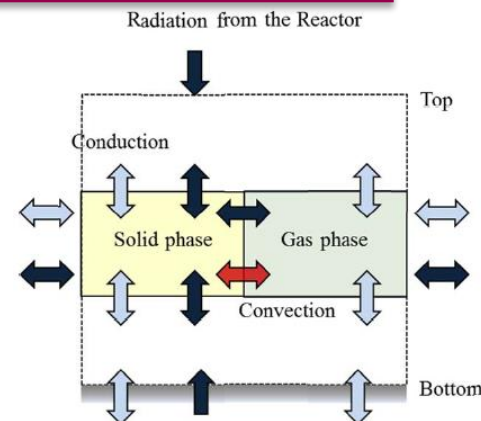 Radiation from the Reactor
Top
Conduction
Solid phase
Gas phase
Convection
Bottom